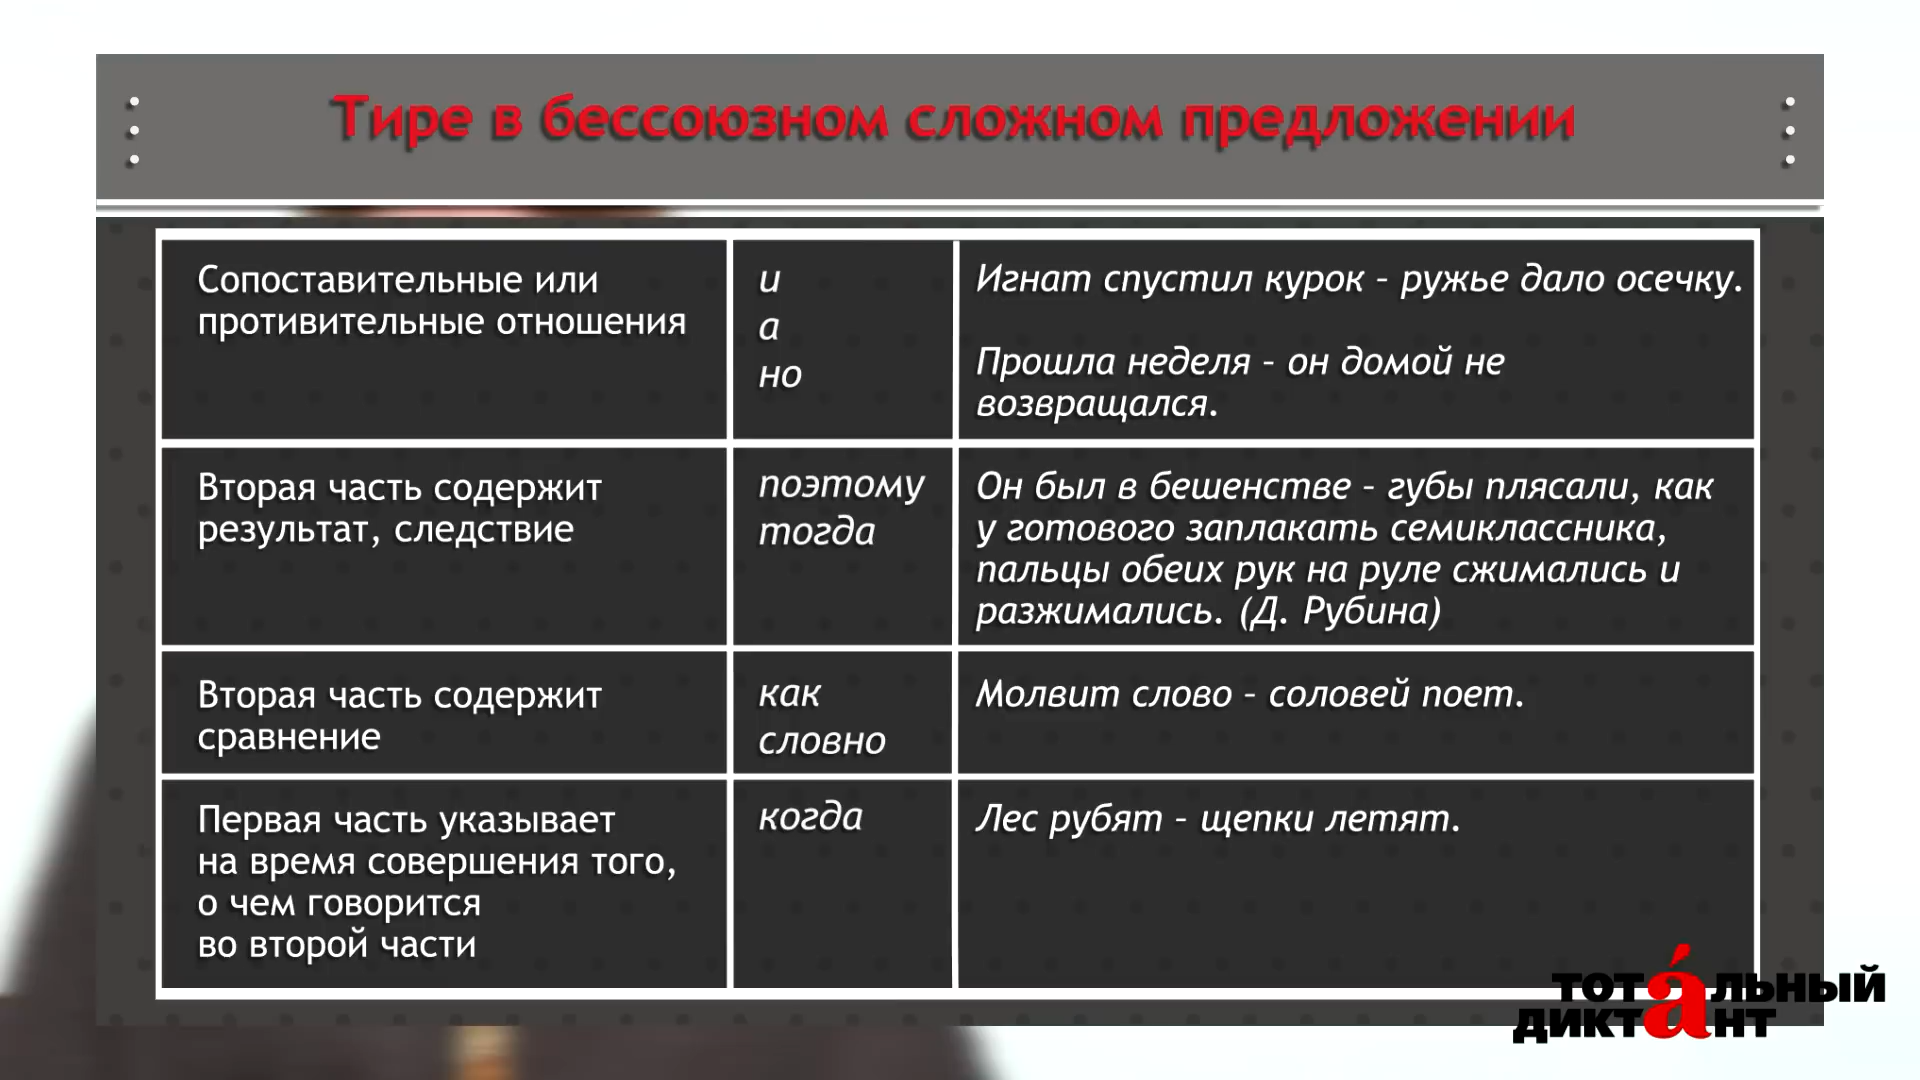 Тире в бессоюзном сложном предложении
Сопоставительные или
противительные отношения
и
а
но
Игнат спустил курок – ружье дало осечку.
Прошла неделя – он домой не
возвращался.
Вторая часть содержит
результат, следствие
поэтому
тогда
Он был в бешенстве – губы плясали, как
у готового заплакать семиклассника,
пальцы обеих рук на руле сжимались и
разжимались. (Д. Рубина)
Вторая часть содержит
сравнение
как
словно
Молвит слово – соловей поет.
Первая часть указывает
на время совершения того,
о чем говорится
во второй части
когда
Лес рубят – щепки летят.
тота́льный
диктант